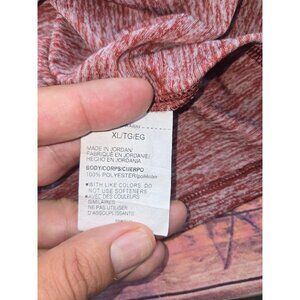 XL/TG/EG
MADE IN JORDAN/
FABRIQUÉ EN JORDANIE/
HECHO EN JORDANIA
BODY/CORPS/CUERPO
100% POLYESTER/poliéster
•WITH LIKE COLORS. DO
NOT USE SOFTENERS
•AVEC DES COULEURS
SIMILAIRES
NE PAS UTILISER
D'ASSOUPLISSANTS